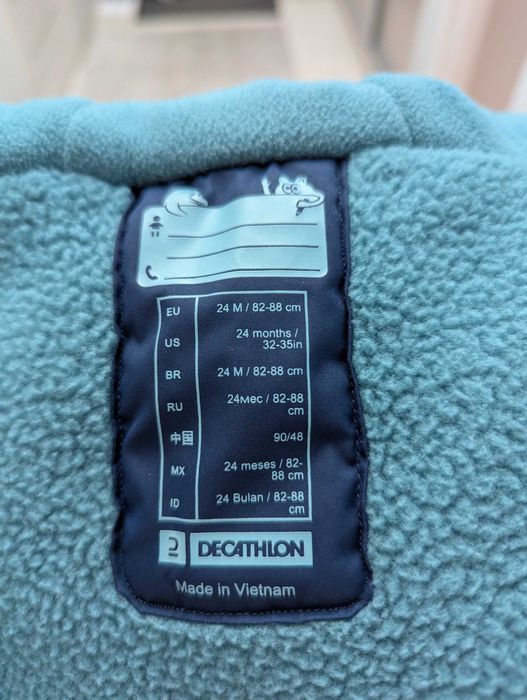 EU 24 M / 82-88 cm
US 24 months /
32-35in
BR 24 M / 82-88 cm
RU 24мес / 82-88
cm
中国 90/48
MX 24 meses / 82-
88 cm
ID 24 Bulan / 82-88
cm
DECATHLON
Made in Vietnam